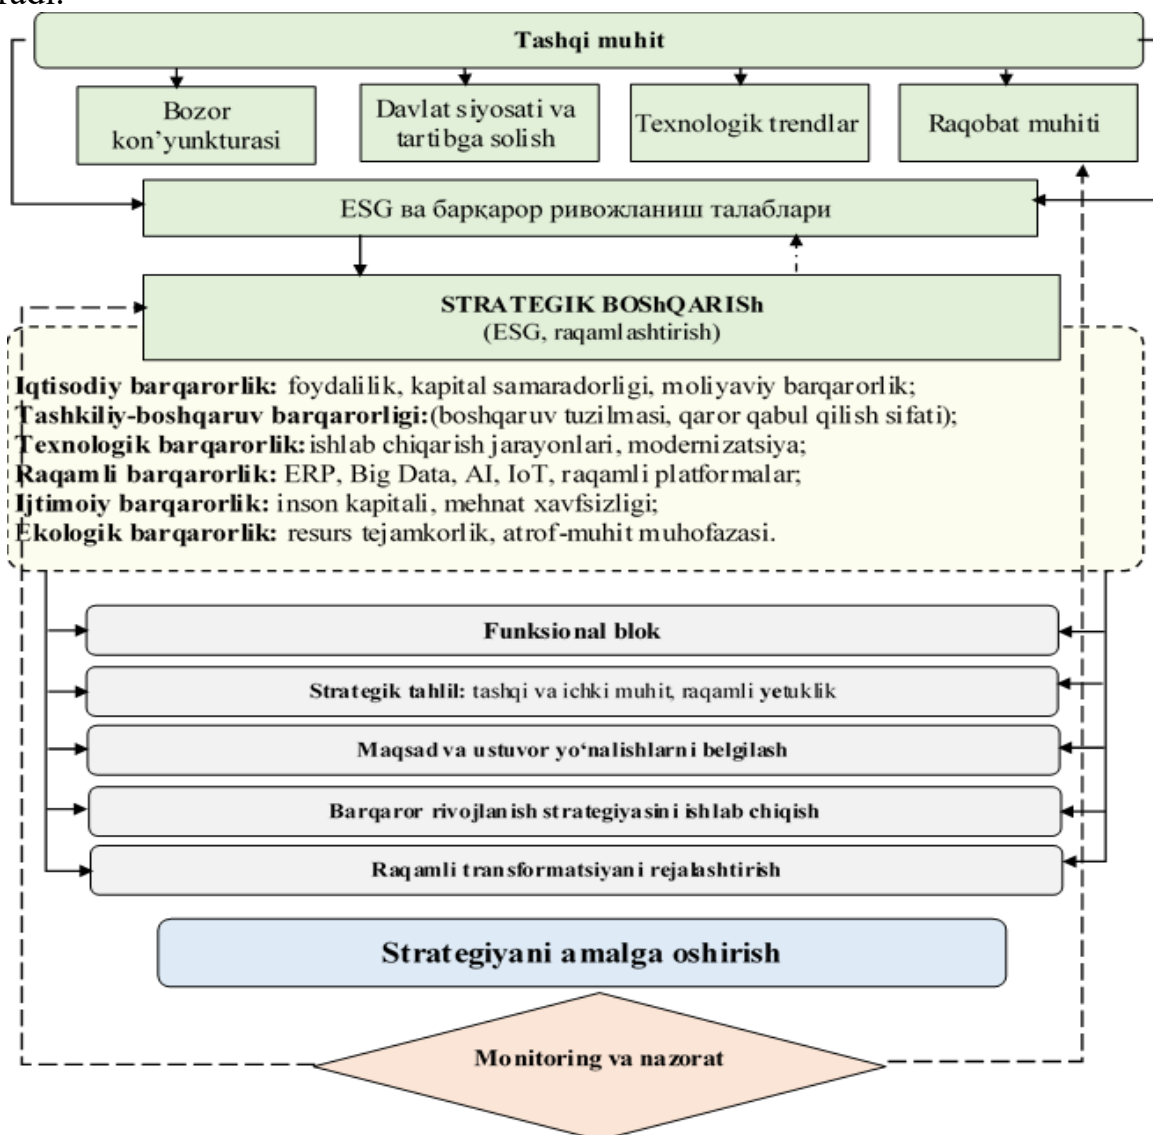 Tashqi muhit
Bozor
kon’yunkturasi
Davlat siyosati va
tartibga solish
Texnologik trendlar
Raqobat muhiti
ESG ва барқарор ривожланиш талаблари
STRATEGIK BOShQARISh
(ESG, raqamlashtirish)
Iqtisodiy barqarorlik: foydalilik, kapital samaradorligi, moliyaviy barqarorlik;
Tashkiliy-boshqaruv barqarorligi:(boshqaruv tuzilmasi, qaror qabul qilish sifati);
Texnologik barqarorlik: ishlab chiqarish jarayonlari, modernizatsiya;
Raqamli barqarorlik: ERP, Big Data, AI, IoT, raqamli platformalar;
Ijtimoiy barqarorlik: inson kapitali, mehnat xavfsizligi;
Ekologik barqarorlik: resurs tejamkorlik, atrof-muhit muhofazasi.
Funksional blok
Strategik tahlil: tashqi va ichki muhit, raqamli yetuklik
Maqsad va ustuvor yo‘nalishlarni belgilash
Barqaror rivojlanish strategiyasini ishlab chiqish
Raqamli transformatsiyani rejalashtirish
Strategiyani amalga oshirish
Monitoring va nazorat